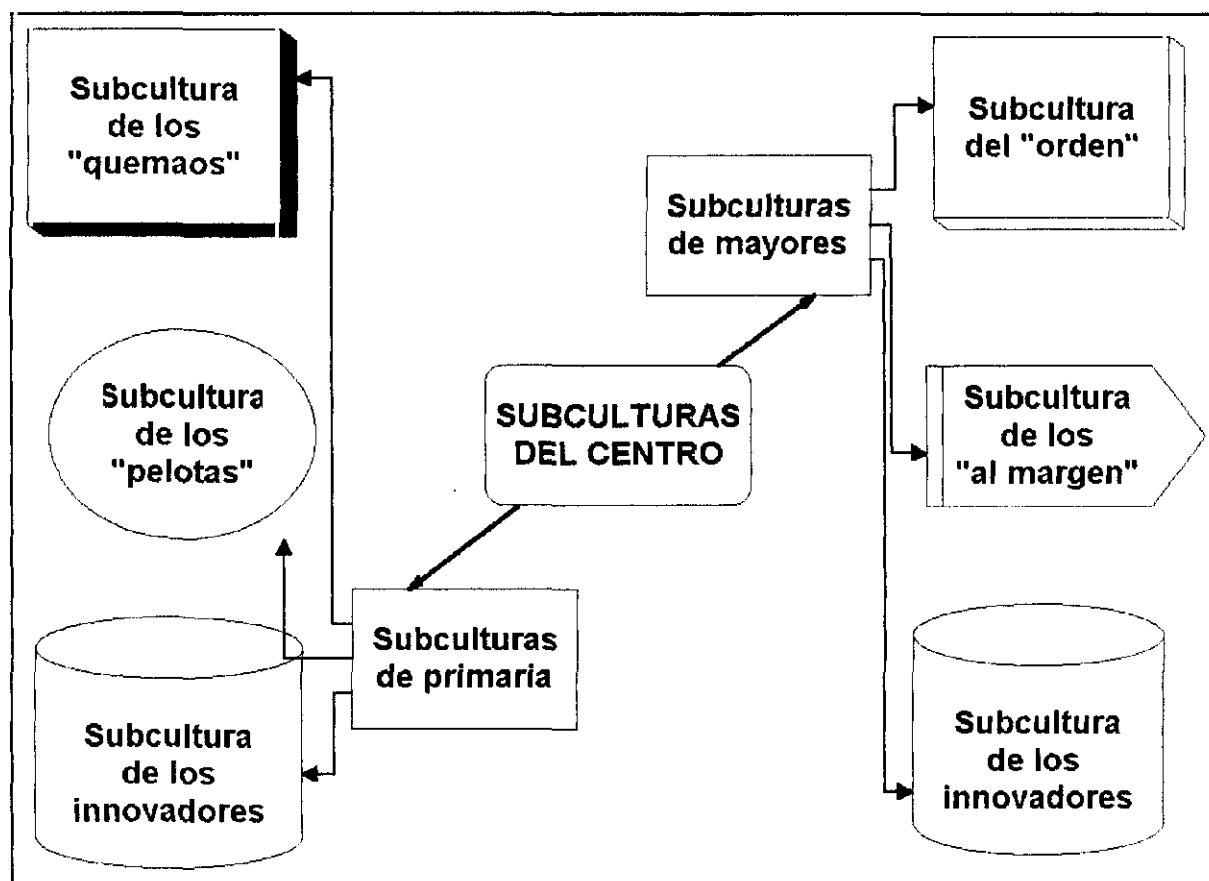 Subcultura
de los
"quemaos"
Subcultura
del "orden"
Subculturas
de mayores
Subcultura
de los
"pelotas"
SUBCULTURAS
DEL CENTRO
Subcultura
de los
"al margen"
Subculturas
de primaria
Subcultura
de los
innovadores
Subcultura
de los
innovadores